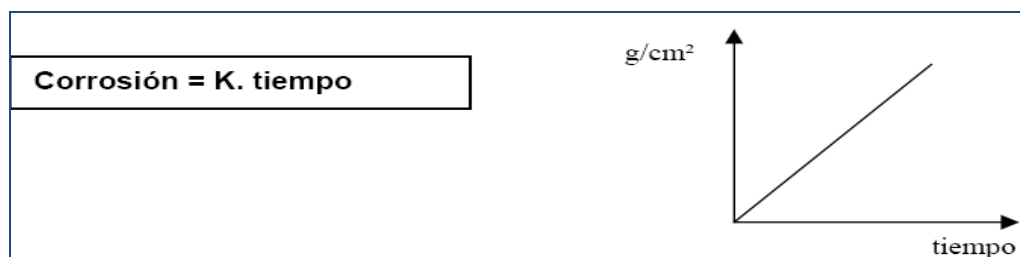 Corrosión = K. tiempo
g/cm²
tiempo